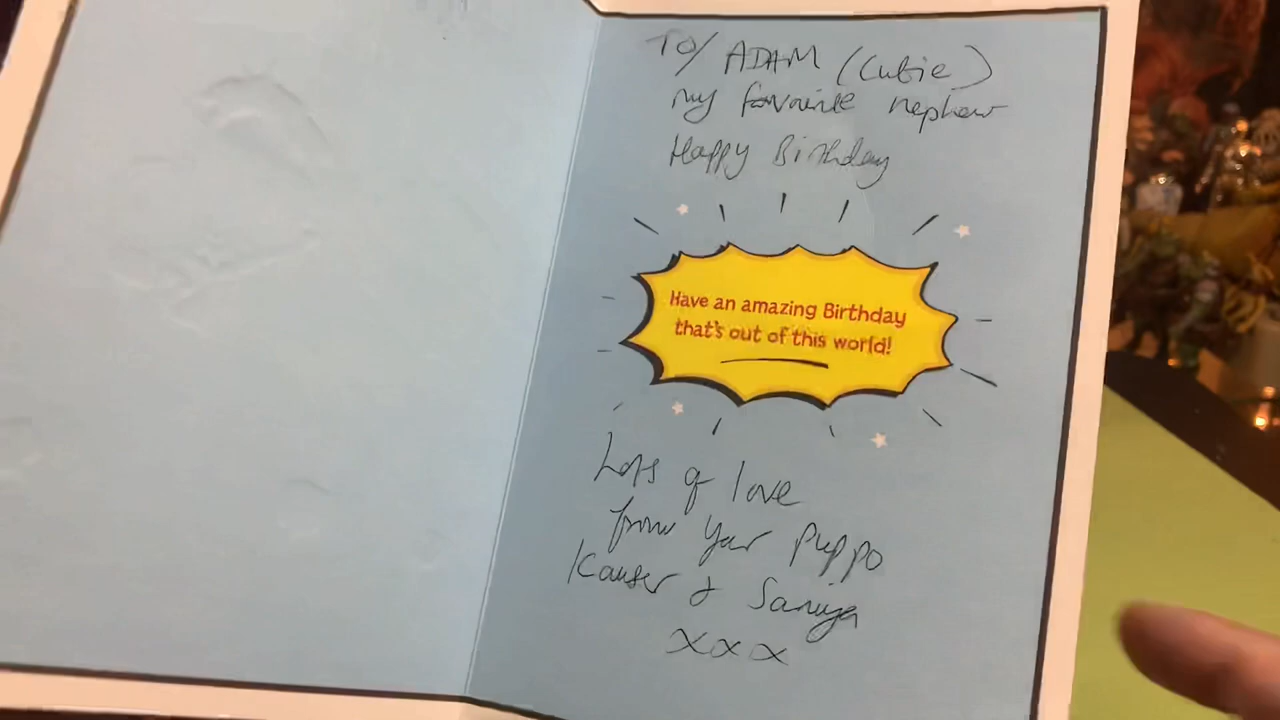 TO/ ADAM (Cutie)
my favourite nephew
Happy Birthday
Have an amazing Birthday
that's out of this world!
Lots of love
from your Puppo
Kauser & Saniya
xxx